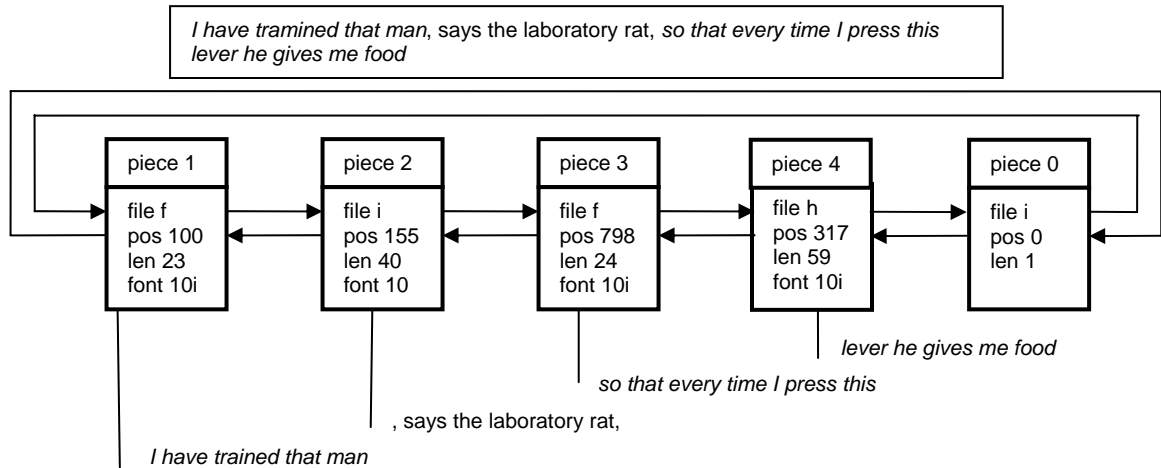 I have tramined that man, says the laboratory rat, so that every time I press this
lever he gives me food
piece 1
piece 2
piece 3
piece 4
piece 0
file f
pos 100
len 23
font 10i
file i
pos 155
len 40
font 10
file f
pos 798
len 24
font 10i
file h
pos 317
len 59
font 10i
file i
pos 0
len 1
lever he gives me food
so that every time I press this
, says the laboratory rat,
I have trained that man